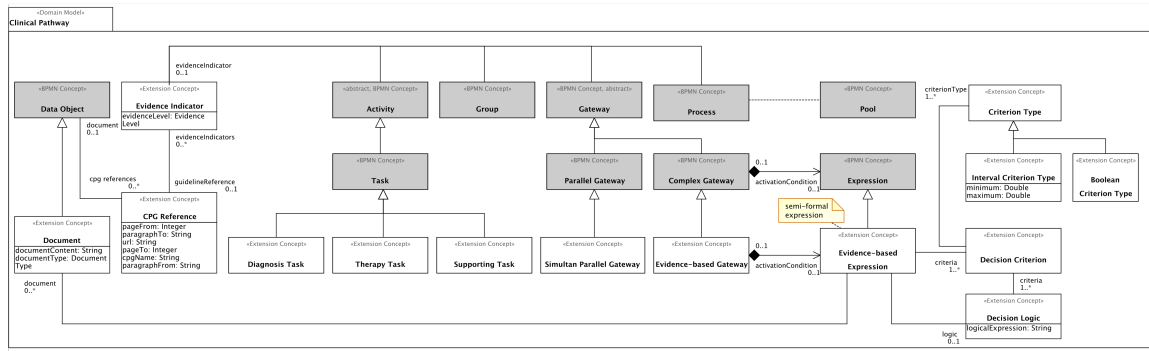 «Domain Model»
Clinical Pathway
evidenceIndicator
0..1
«BPMN Concept»
Data Object
«Extension Concept»
Evidence Indicator
evidenceLevel: Evidence
Level
«abstract, BPMN Concept»
Activity
«BPMN Concept»
Group
«BPMN Concept, abstract»
Gateway
«BPMN Concept»
Process
«BPMN Concept»
Pool
criterionType
1..*
«Extension Concept»
Criterion Type
document
0..1
evidenceIndicators
0..*
cpg references
0..*
guidelineReference
0..1
«BPMN Concept»
Task
«BPMN Concept»
Parallel Gateway
«BPMN Concept»
Complex Gateway
0..1
activationCondition
0..1
«BPMN Concept»
Expression
«Extension Concept»
Interval Criterion Type
minimum: Double
maximum: Double
«Extension Concept»
Boolean
Criterion Type
semi-formal
expression
«Extension Concept»
Document
documentContent: String
documentType: Document
Type
«Extension Concept»
CPG Reference
pageFrom: Integer
paragraphTo: String
url: String
pageTo: Integer
cpgName: String
paragraphFrom: String
«Extension Concept»
Diagnosis Task
«Extension Concept»
Therapy Task
«Extension Concept»
Supporting Task
«Extension Concept»
Simultan Parallel Gateway
«Extension Concept»
Evidence-based Gateway
0..1
activationCondition
0..1
«Extension Concept»
Evidence-based
Expression
criteria
1..*
«Extension Concept»
Decision Criterion
criteria
1..*
document
0..*
«Extension Concept»
Decision Logic
logicalExpression: String
logic
0..1